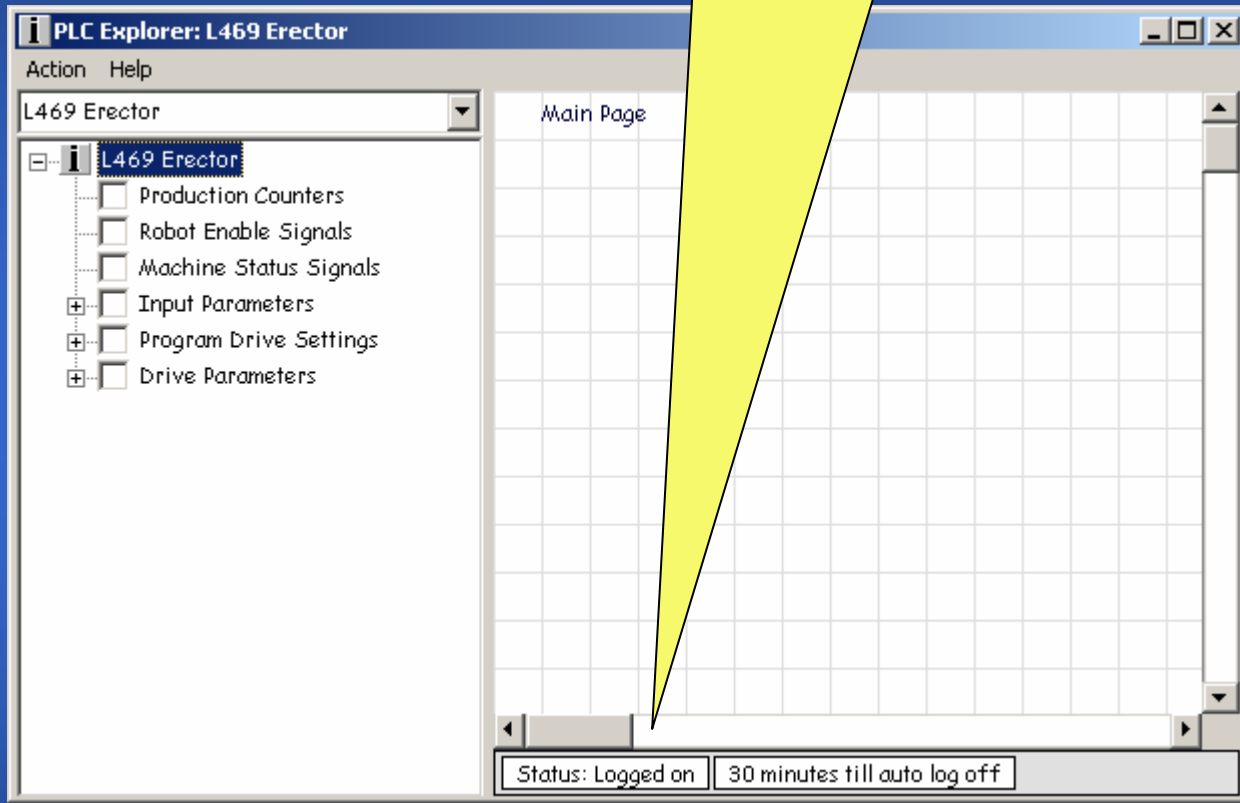 PLC Explorer: L469 Erector
Action Help
L469 Erector
L469 Erector
Production Counters
Robot Enable Signals
Machine Status Signals
Input Parameters
Program Drive Settings
Drive Parameters
Main Page
Status: Logged on
30 minutes till auto log off